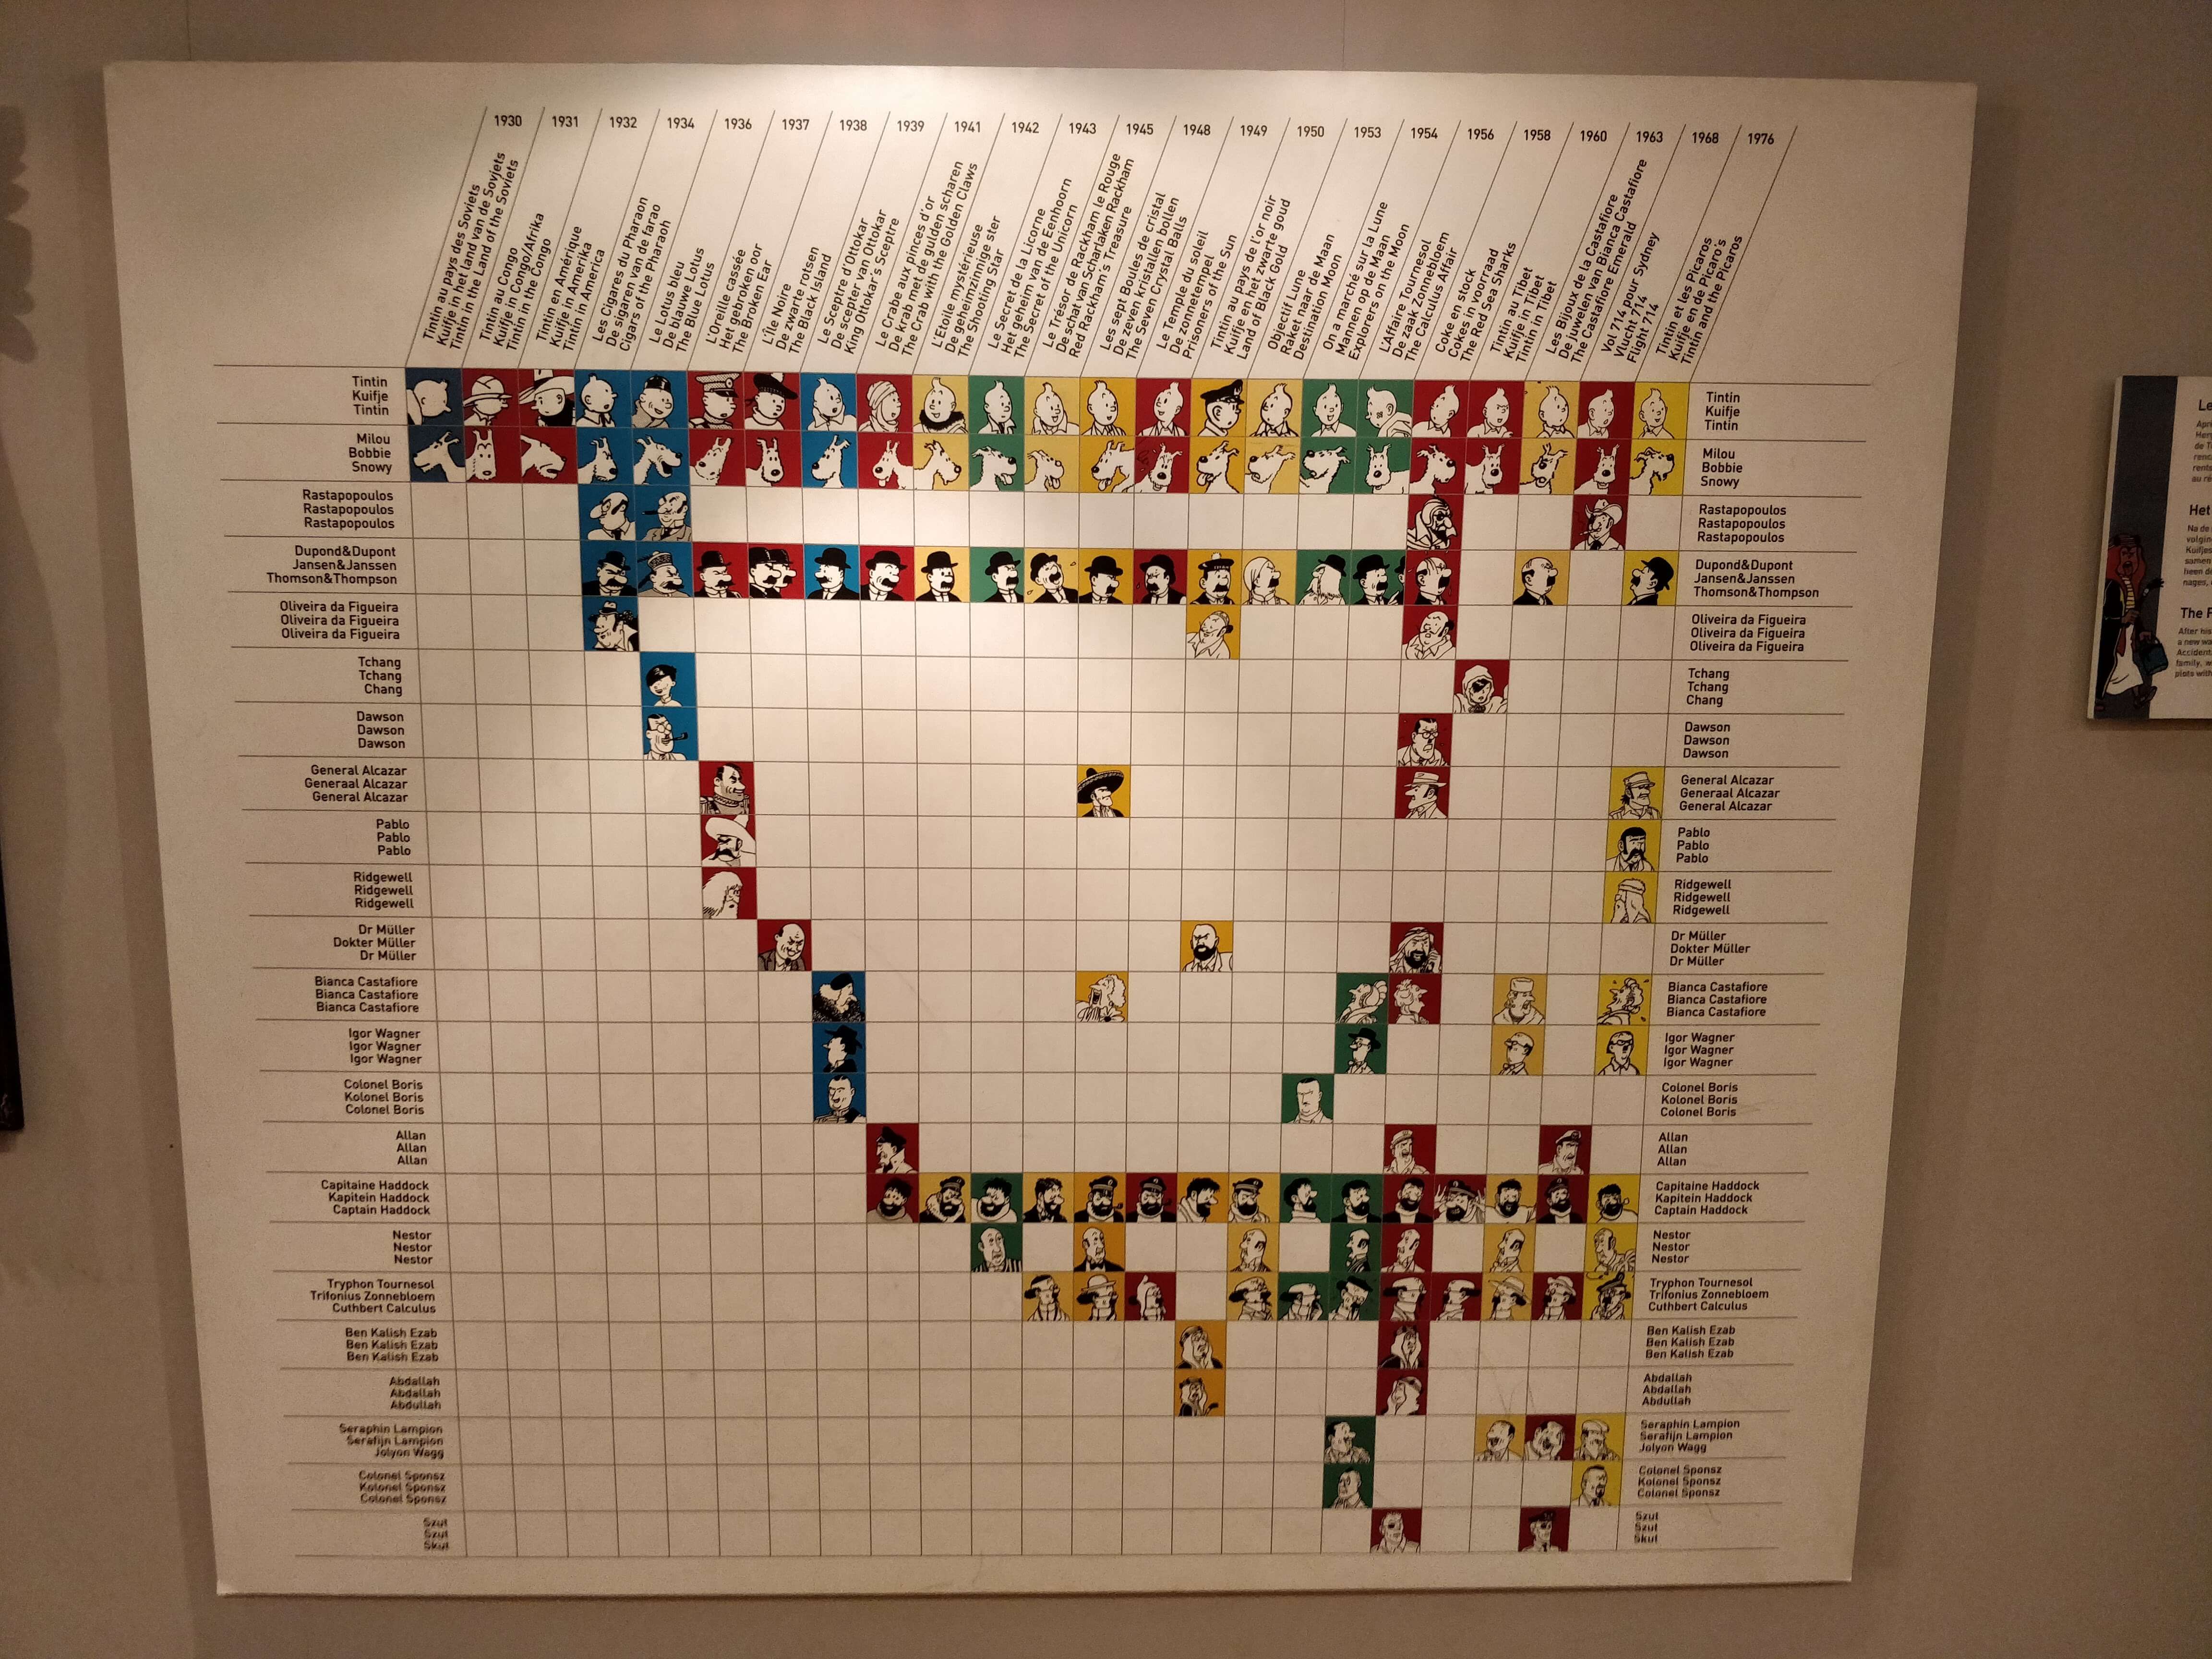 1930 1931 1932 1934 1936 1937 1938 1939 1941 1942 1943 1945 1948 1949 1950 1953 1954 1956 1958 1960 1963 1968 1976
Tintin au pays des Soviets
Kuifje in het land van de Sovjets
Tintin in the Land of the Soviets
Tintin au Congo
Kuifje in Congo/Afrika
Tintin in the Congo
Tintin en Amérique
Kuifje in Amerika
Tintin in America
Les Cigares du Pharaon
De sigaren van de farao
Cigars of the Pharaoh
Le Lotus bleu
De blauwe Lotus
The Blue Lotus
L'Oreille cassée
Het gebroken oor
The Broken Ear
L'Île Noire
De zwarte rotsen
The Black Island
Le Sceptre d'Ottokar
De scepter van Ottokar
King Ottokar's Sceptre
Le Crabe aux pinces d'or
De krab met de gulden scharen
The Crab with the Golden Claws
L'Etoile mystérieuse
De geheimzinnige ster
The Shooting Star
Le Secret de la Licorne
Het geheim van de Eenhoorn
The Secret of the Unicorn
Le Trésor de Rackham le Rouge
De schat van Scharlaken Rackham
Red Rackham's Treasure
Les sept Boules de cristal
De zeven kristallen bollen
The Seven Crystal Balls
Le Temple du soleil
De zonnetempel
Prisoners of the Sun
Tintin au pays de l'or noir
Kuifje en het zwarte goud
Land of Black Gold
Objectif Lune
Raket naar de Maan
Destination Moon
On a marché sur la Lune
Mannen op de Maan
Explorers on the Moon
L'Affaire Tournesol
De zaak Zonnebloem
The Calculus Affair
Coke en stock
Cokes in voorraad
The Red Sea Sharks
Tintin au Tibet
Kuifje in Tibet
Tintin in Tibet
Les Bijoux de la Castafiore
De juwelen van Bianca Castafiore
The Castafiore Emerald
Vol 714 pour Sydney
Vlucht 714
Flight 714
Tintin et les Picaros
Kuifje en de Picaro's
Tintin and the Picaros
Tintin
Kuifje
Tintin
Tintin
Kuifje
Tintin
Milou
Bobbie
Snowy
Milou
Bobbie
Snowy
Rastapopoulos
Rastapopoulos
Rastapopoulos
Rastapopoulos
Rastapopoulos
Rastapopoulos
Dupond&Dupont
Jansen&Janssen
Thomson&Thompson
Dupond&Dupont
Jansen&Janssen
Thomson&Thompson
Oliveira da Figueira
Oliveira da Figueira
Oliveira da Figueira
Oliveira da Figueira
Oliveira da Figueira
Oliveira da Figueira
Tchang
Tchang
Chang
Tchang
Tchang
Chang
Dawson
Dawson
Dawson
Dawson
Dawson
Dawson
General Alcazar
Generaal Alcazar
General Alcazar
General Alcazar
Generaal Alcazar
General Alcazar
Pablo
Pablo
Pablo
Pablo
Pablo
Pablo
Ridgewell
Ridgewell
Ridgewell
Ridgewell
Ridgewell
Ridgewell
Dr Müller
Dokter Müller
Dr Müller
Dr Müller
Dokter Müller
Dr Müller
Bianca Castafiore
Bianca Castafiore
Bianca Castafiore
Bianca Castafiore
Bianca Castafiore
Bianca Castafiore
Igor Wagner
Igor Wagner
Igor Wagner
Igor Wagner
Igor Wagner
Igor Wagner
Colonel Boris
Kolonel Boris
Colonel Boris
Colonel Boris
Kolonel Boris
Colonel Boris
Allan
Allan
Allan
Allan
Allan
Allan
Capitaine Haddock
Kapitein Haddock
Captain Haddock
Capitaine Haddock
Kapitein Haddock
Captain Haddock
Nestor
Nestor
Nestor
Nestor
Nestor
Nestor
Tryphon Tournesol
Trifonius Zonnebloem
Cuthbert Calculus
Tryphon Tournesol
Trifonius Zonnebloem
Cuthbert Calculus
Ben Kalish Ezab
Ben Kalish Ezab
Ben Kalish Ezab
Ben Kalish Ezab
Ben Kalish Ezab
Ben Kalish Ezab
Abdallah
Abdallah
Abdullah
Abdallah
Abdallah
Abdullah
Seraphin Lampion
Serafijn Lampion
Jolyon Wagg
Seraphin Lampion
Serafijn Lampion
Jolyon Wagg
Colonel Sponsz
Kolonel Sponsz
Colonel Sponsz
Colonel Sponsz
Kolonel Sponsz
Colonel Sponsz
Szut
Szut
Skut
Szut
Szut
Skut
Het
The
After his
a new
family,